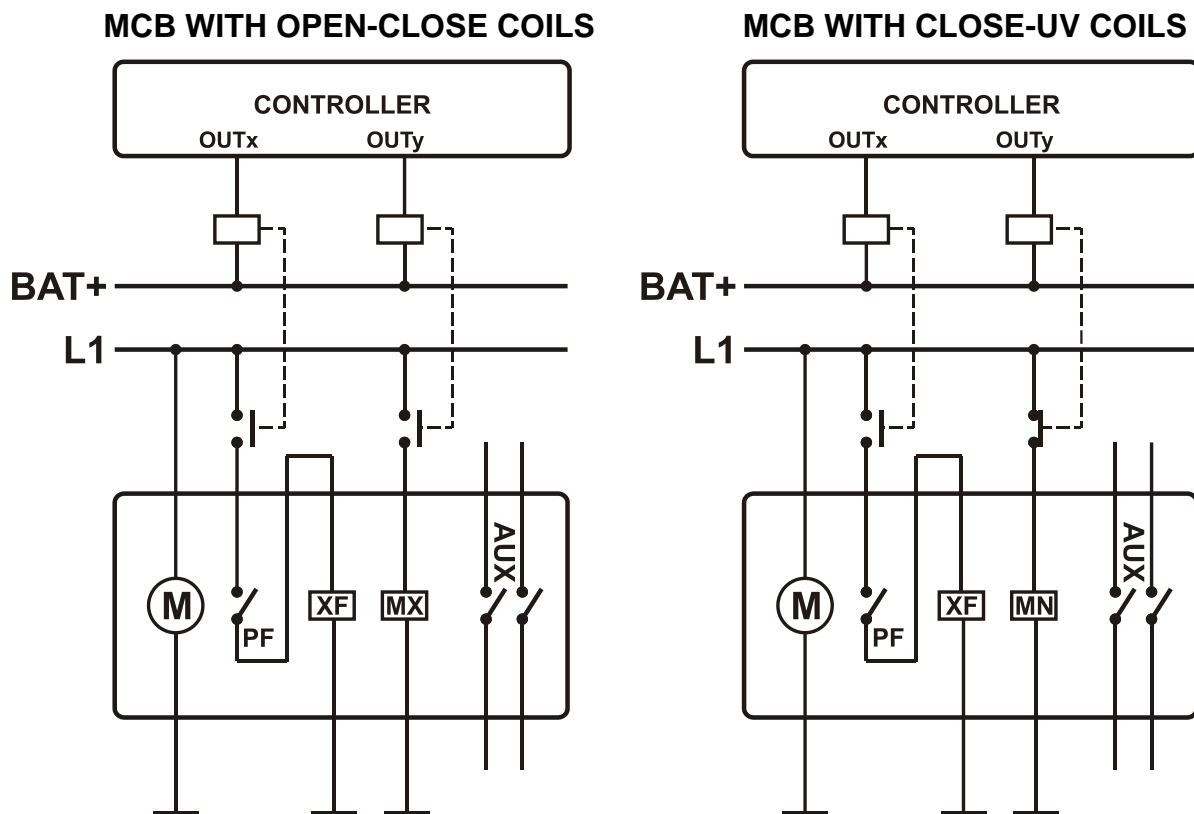 MCB WITH OPEN-CLOSE COILS
CONTROLLER
OUTx OUTy
BAT+
L1
AUX
M
XF
MX
PF
MCB WITH CLOSE-UV COILS
CONTROLLER
OUTx OUTy
BAT+
L1
AUX
M
XF
MN
PF